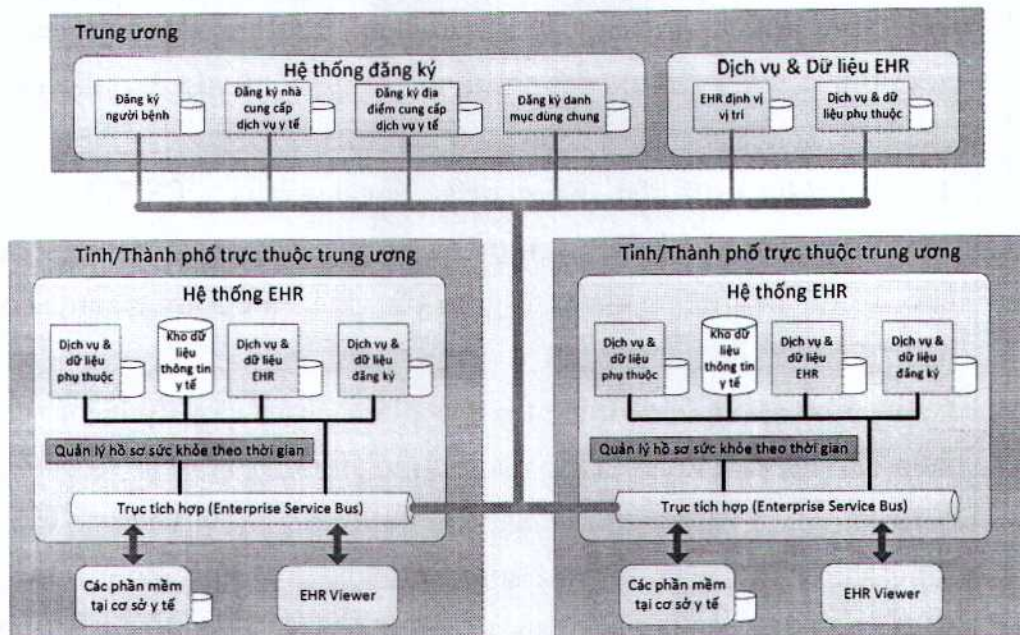 Trung ương
Hệ thống đăng ký
Đăng ký
người bệnh
Đăng ký nhà
cung cấp
dịch vụ y tế
Đăng ký địa
điểm cung cấp
dịch vụ y tế
Đăng ký danh
mục dùng chung
Dịch vụ & Dữ liệu EHR
EHR định vị
vị trí
Dịch vụ & dữ
liệu phụ thuộc
Tỉnh/Thành phố trực thuộc trung ương
Hệ thống EHR
Dịch vụ &
dữ liệu
phụ thuộc
Kho dữ
liệu
thông tin
y tế
Dịch vụ &
dữ liệu
EHR
Dịch vụ &
dữ liệu
đăng ký
Quản lý hồ sơ sức khỏe theo thời gian
Trục tích hợp (Enterprise Service Bus)
Các phần mềm
tại cơ sở y tế
EHR Viewer
Tỉnh/Thành phố trực thuộc trung ương
Hệ thống EHR
Dịch vụ &
dữ liệu
phụ thuộc
Kho dữ
liệu
thông tin
y tế
Dịch vụ &
dữ liệu
EHR
Dịch vụ &
dữ liệu
đăng ký
Quản lý hồ sơ sức khỏe theo thời gian
Trục tích hợp (Enterprise Service Bus)
Các phần mềm
tại cơ sở y tế
EHR Viewer